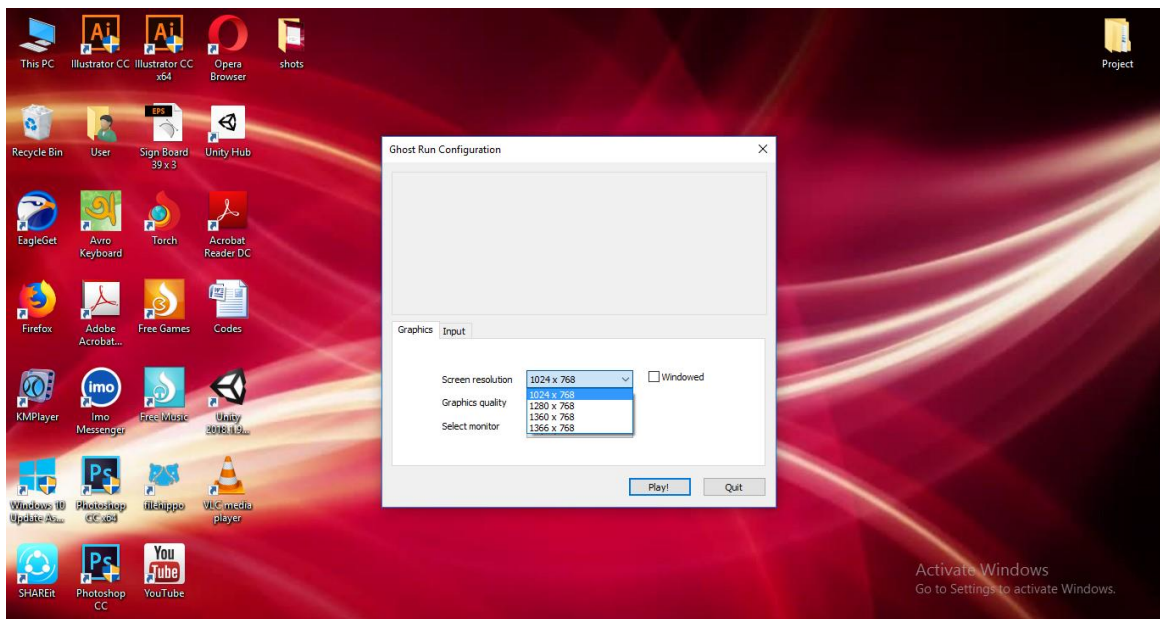 This PC
Illustrator CC
Illustrator CC
x64
Opera
Browser
shots
Project
Recycle Bin
User
EPS
Sign Board
39 x 3
Unity Hub
EagleGet
অ
Avro
Keyboard
Torch
Acrobat
Reader DC
Firefox
Adobe
Acrobat...
Free Games
Codes
KMPlayer
imo
Imo
Messenger
Free Music
Unity
2018.1.9...
Windows 10
Update As...
Ps
Photoshop
CC x64
filehippo
VLC media
player
SHAREit
Ps
Photoshop
CC
You
Tube
YouTube
Ai
Ai
Ghost Run Configuration
Graphics
Input
Screen resolution
1024 x 768
Windowed
1024 x 768
1280 x 768
1360 x 768
1366 x 768
Graphics quality
Select monitor
Play!
Quit
Activate Windows
Go to Settings to activate Windows.